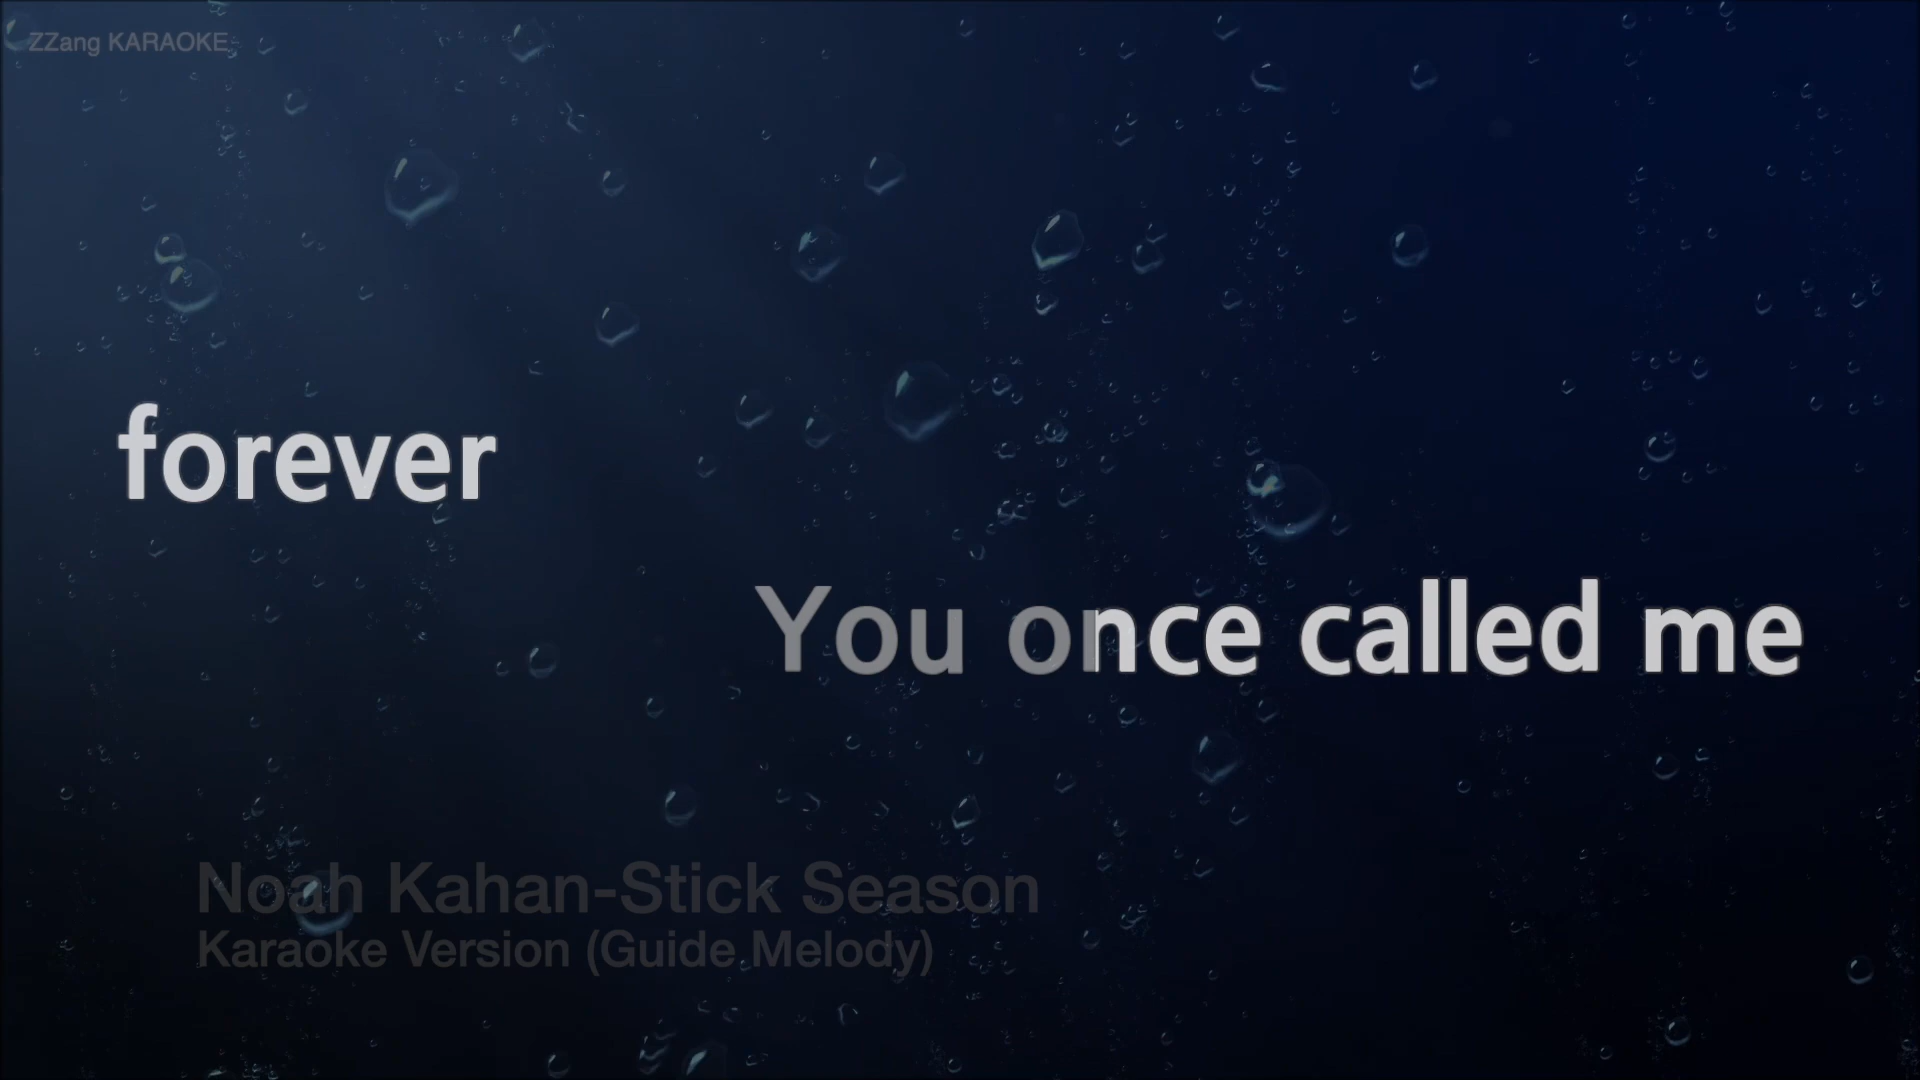 ZZang KARAOKE
forever
You once called me
Noah Kahan-Stick Season
Karaoke Version (Guide Melody)